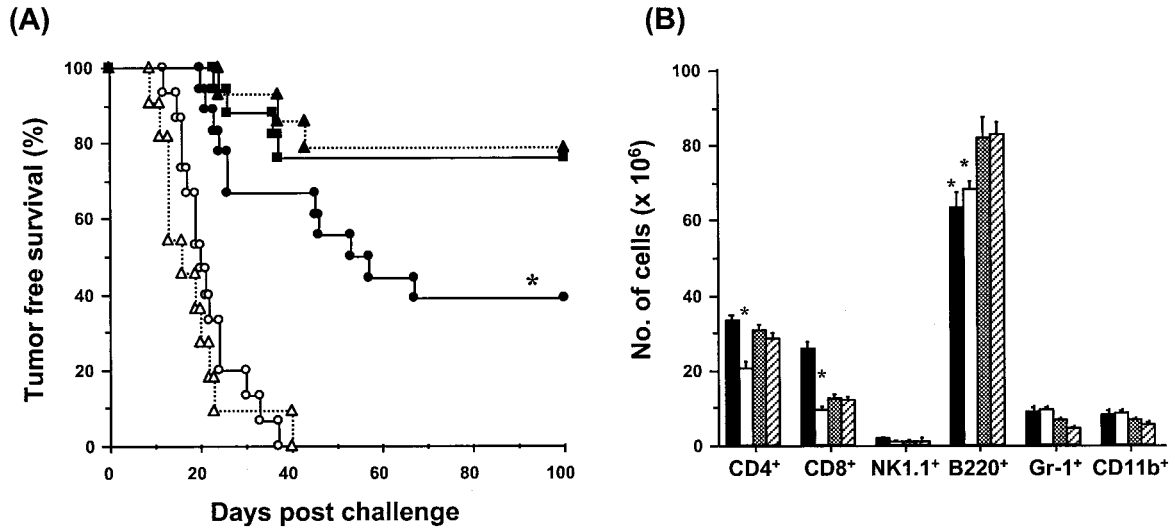 (A)
Tumor free survival (%)
100
80
60
40
20
0
0 20 40 60 80 100
Days post challenge
*
(B)
No. of cells (x 10⁶)
100
80
60
40
20
0
* * * *
CD4⁺ CD8⁺ NK1.1⁺ B220⁺ Gr-1⁺ CD11b⁺